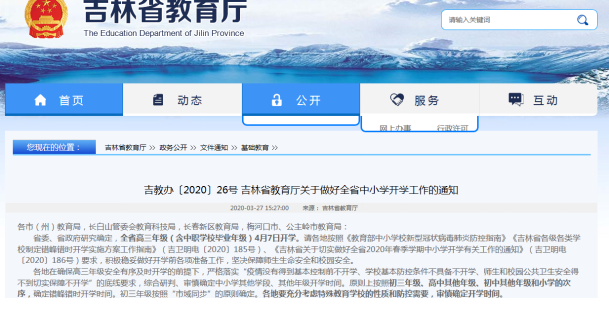 吉林省教育厅
The Education Department of Jilin Province
请输入关键词
首页 动态 公开 服务 互动
网上办事 行政许可
您现在的位置： 吉林省教育厅 >> 政务公开 >> 文件通知 >> 基础教育 >>
吉教办〔2020〕26号 吉林省教育厅关于做好全省中小学开学工作的通知
2020-03-27 15:27:00 来源：吉林省教育厅
各市（州）教育局，长白山管委会教育科技局，长春新区教育局，梅河口市、公主岭市教育局：
省委、省政府研究确定，全省高三年级（含中职学校毕业年级）4月7日开学。请各地按照《教育部中小学校新型冠状病毒肺炎防控指南》《吉林省各级各类学
校制定错峰错时开学实施方案工作指南》（吉卫明电〔2020〕185号）、《吉林省关于切实做好全省2020年春季学期中小学开学有关工作的通知》（吉卫明电
〔2020〕186号）要求，积极稳妥做好开学前各项准备工作，坚决保障师生生命安全和校园安全。
各地在确保高三年级安全有序及时开学的前提下，严格落实“疫情没有得到基本控制前不开学、学校基本防控条件不具备不开学、师生和校园公共卫生安全得
不到切实保障不开学”的底线要求，综合研判、审慎确定中小学其他学段、其他年级开学时间。原则上按照初三年级、高中其他年级、初中其他年级和小学的次
序，确定错峰错时开学时间。初三年级按照“市域同步”的原则确定。各地要充分考虑特殊教育学校的性质和防控需要，审慎确定开学时间。